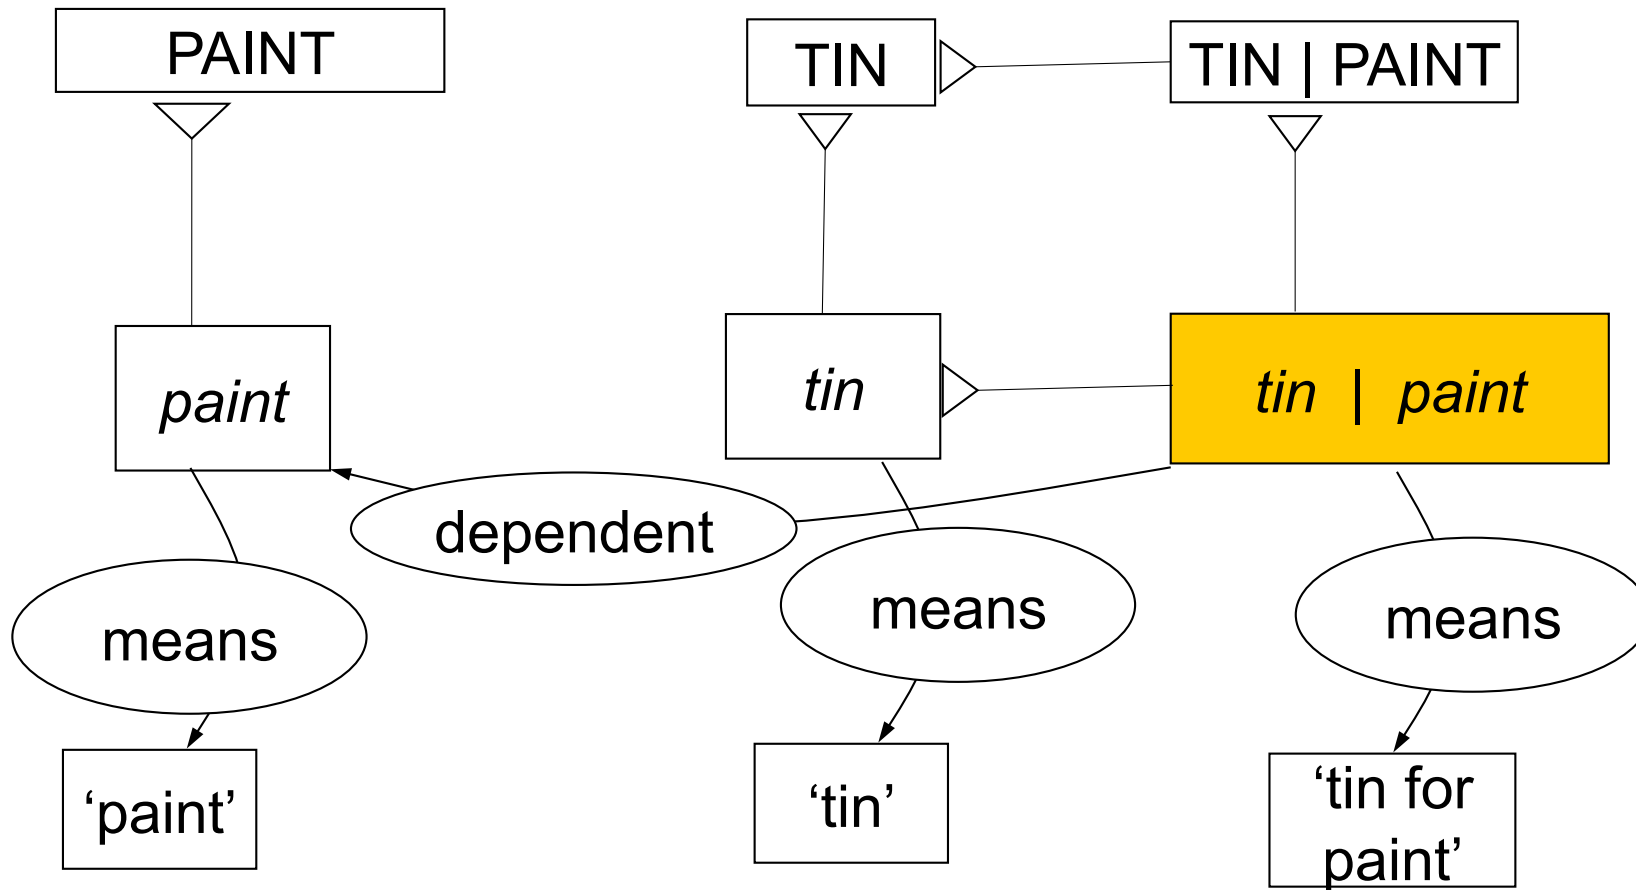 PAINT
TIN
TIN | PAINT
paint
tin
tin | paint
dependent
means
means
means
‘paint’
‘tin’
‘tin for
paint’